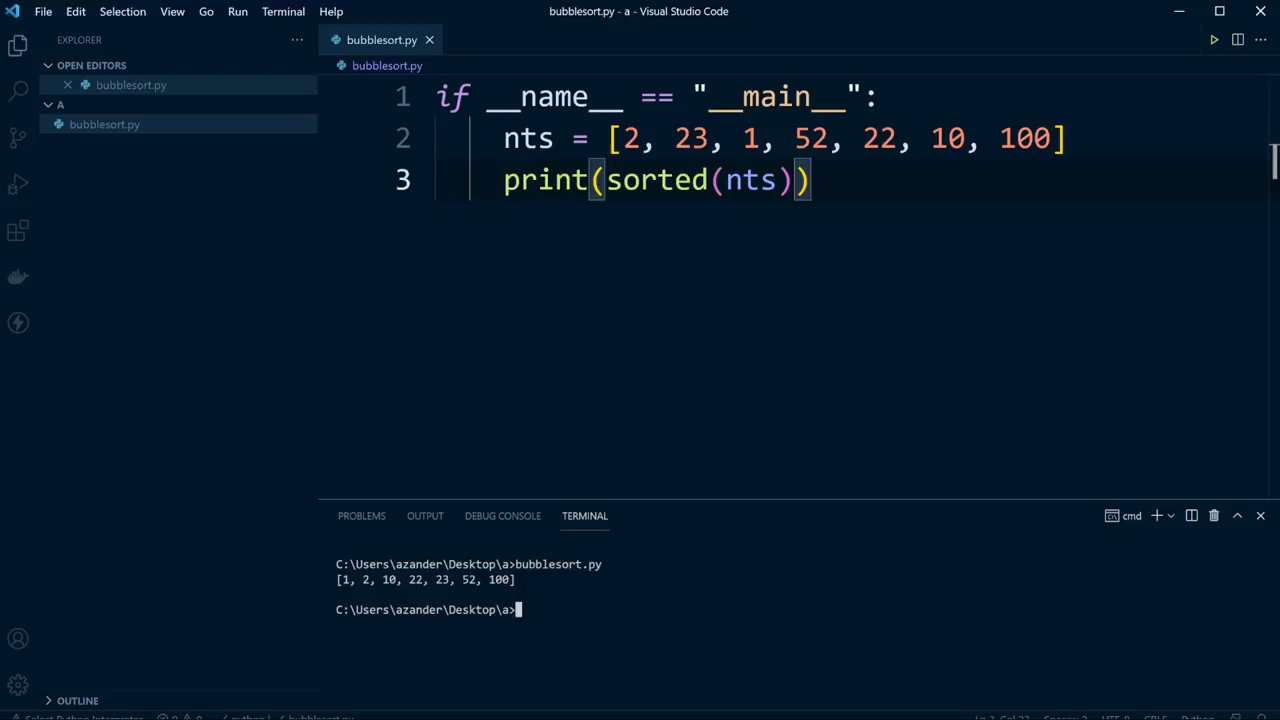 File Edit Selection View Go Run Terminal Help
bubblesort.py - a - Visual Studio Code
EXPLORER
OPEN EDITORS
bubblesort.py
A
bubblesort.py
bubblesort.py
bubblesort.py
1 if __name__ == "__main__":
2 nts = [2, 23, 1, 52, 22, 10, 100]
3 print(sorted(nts))
PROBLEMS OUTPUT DEBUG CONSOLE TERMINAL
cmd
C:\Users\azander\Desktop\a>bubblesort.py
[1, 2, 10, 22, 23, 52, 100]
C:\Users\azander\Desktop\a>
OUTLINE